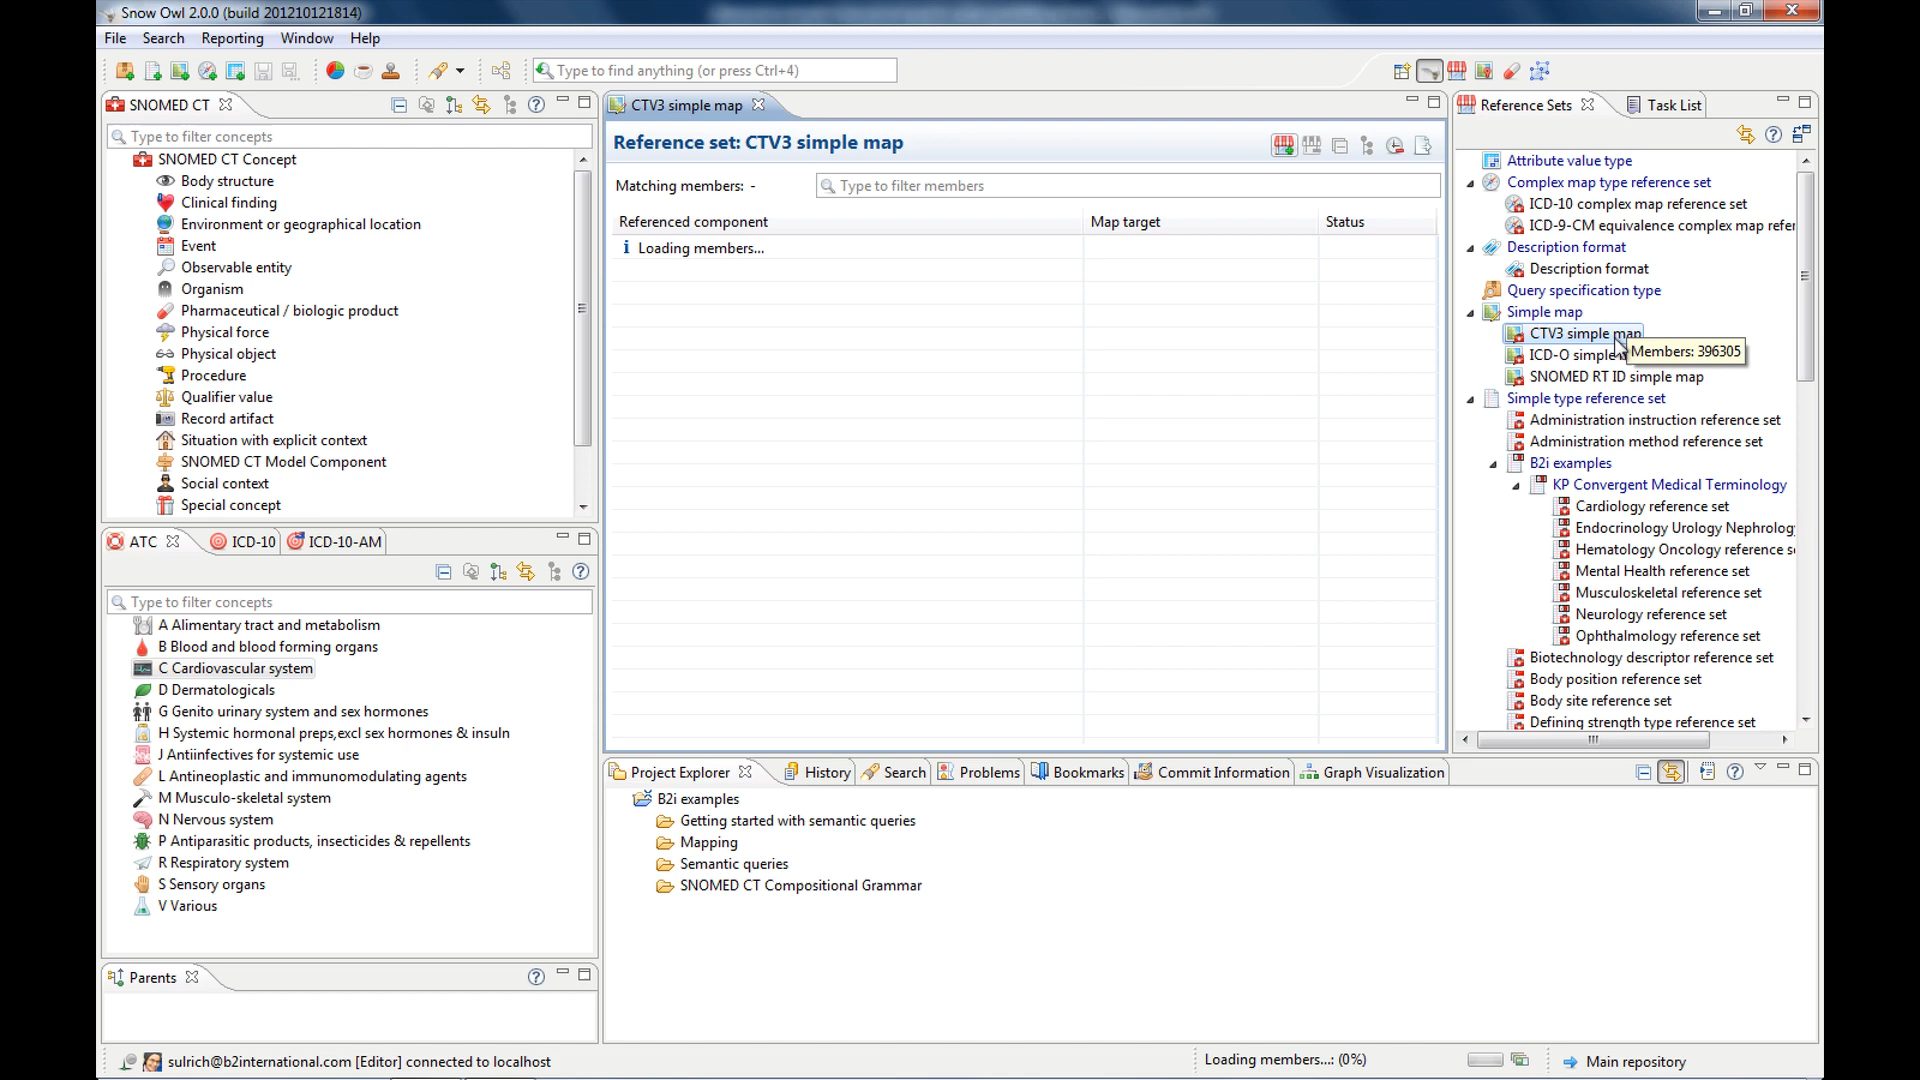 Snow Owl 2.0.0 (build 201210121814)
File Search Reporting Window Help
Type to find anything (or press Ctrl+4)
SNOMED CT
Type to filter concepts
SNOMED CT Concept
Body structure
Clinical finding
Environment or geographical location
Event
Observable entity
Organism
Pharmaceutical / biologic product
Physical force
Physical object
Procedure
Qualifier value
Record artifact
Situation with explicit context
SNOMED CT Model Component
Social context
Special concept
ATC ICD-10 ICD-10-AM
Type to filter concepts
A Alimentary tract and metabolism
B Blood and blood forming organs
C Cardiovascular system
D Dermatologicals
G Genito urinary system and sex hormones
H Systemic hormonal preps,excl sex hormones & insuln
J Antiinfectives for systemic use
L Antineoplastic and immunomodulating agents
M Musculo-skeletal system
N Nervous system
P Antiparasitic products, insecticides & repellents
R Respiratory system
S Sensory organs
V Various
Parents
CTV3 simple map
Reference set: CTV3 simple map
Matching members: - Type to filter members
Referenced component Map target Status
Loading members...
Project Explorer History Search Problems Bookmarks Commit Information Graph Visualization
B2i examples
Getting started with semantic queries
Mapping
Semantic queries
SNOMED CT Compositional Grammar
Reference Sets Task List
Attribute value type
Complex map type reference set
ICD-10 complex map reference set
ICD-9-CM equivalence complex map refer
Description format
Description format
Query specification type
Simple map
CTV3 simple map
Members: 396305
ICD-O simple
SNOMED RT ID simple map
Simple type reference set
Administration instruction reference set
Administration method reference set
B2i examples
KP Convergent Medical Terminology
Cardiology reference set
Endocrinology Urology Nephrolog
Hematology Oncology reference s
Mental Health reference set
Musculoskeletal reference set
Neurology reference set
Ophthalmology reference set
Biotechnology descriptor reference set
Body position reference set
Body site reference set
Defining strength type reference set
sulrich@b2international.com [Editor] connected to localhost
Loading members...: (0%)
Main repository